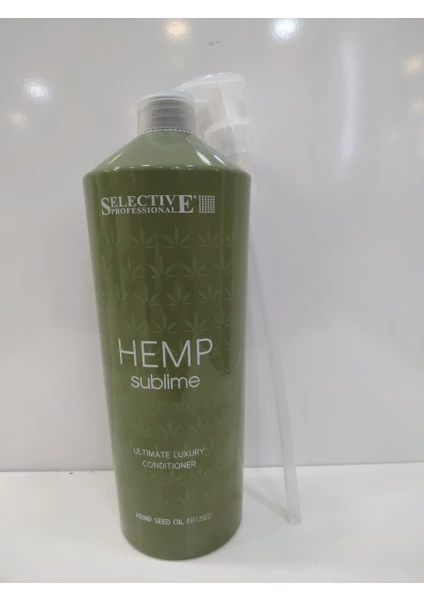 SELECTIVE®
PROFESSIONAL
HEMP
sublime
ULTIMATE LUXURY
CONDITIONER
HEMP SEED OIL INFUSED